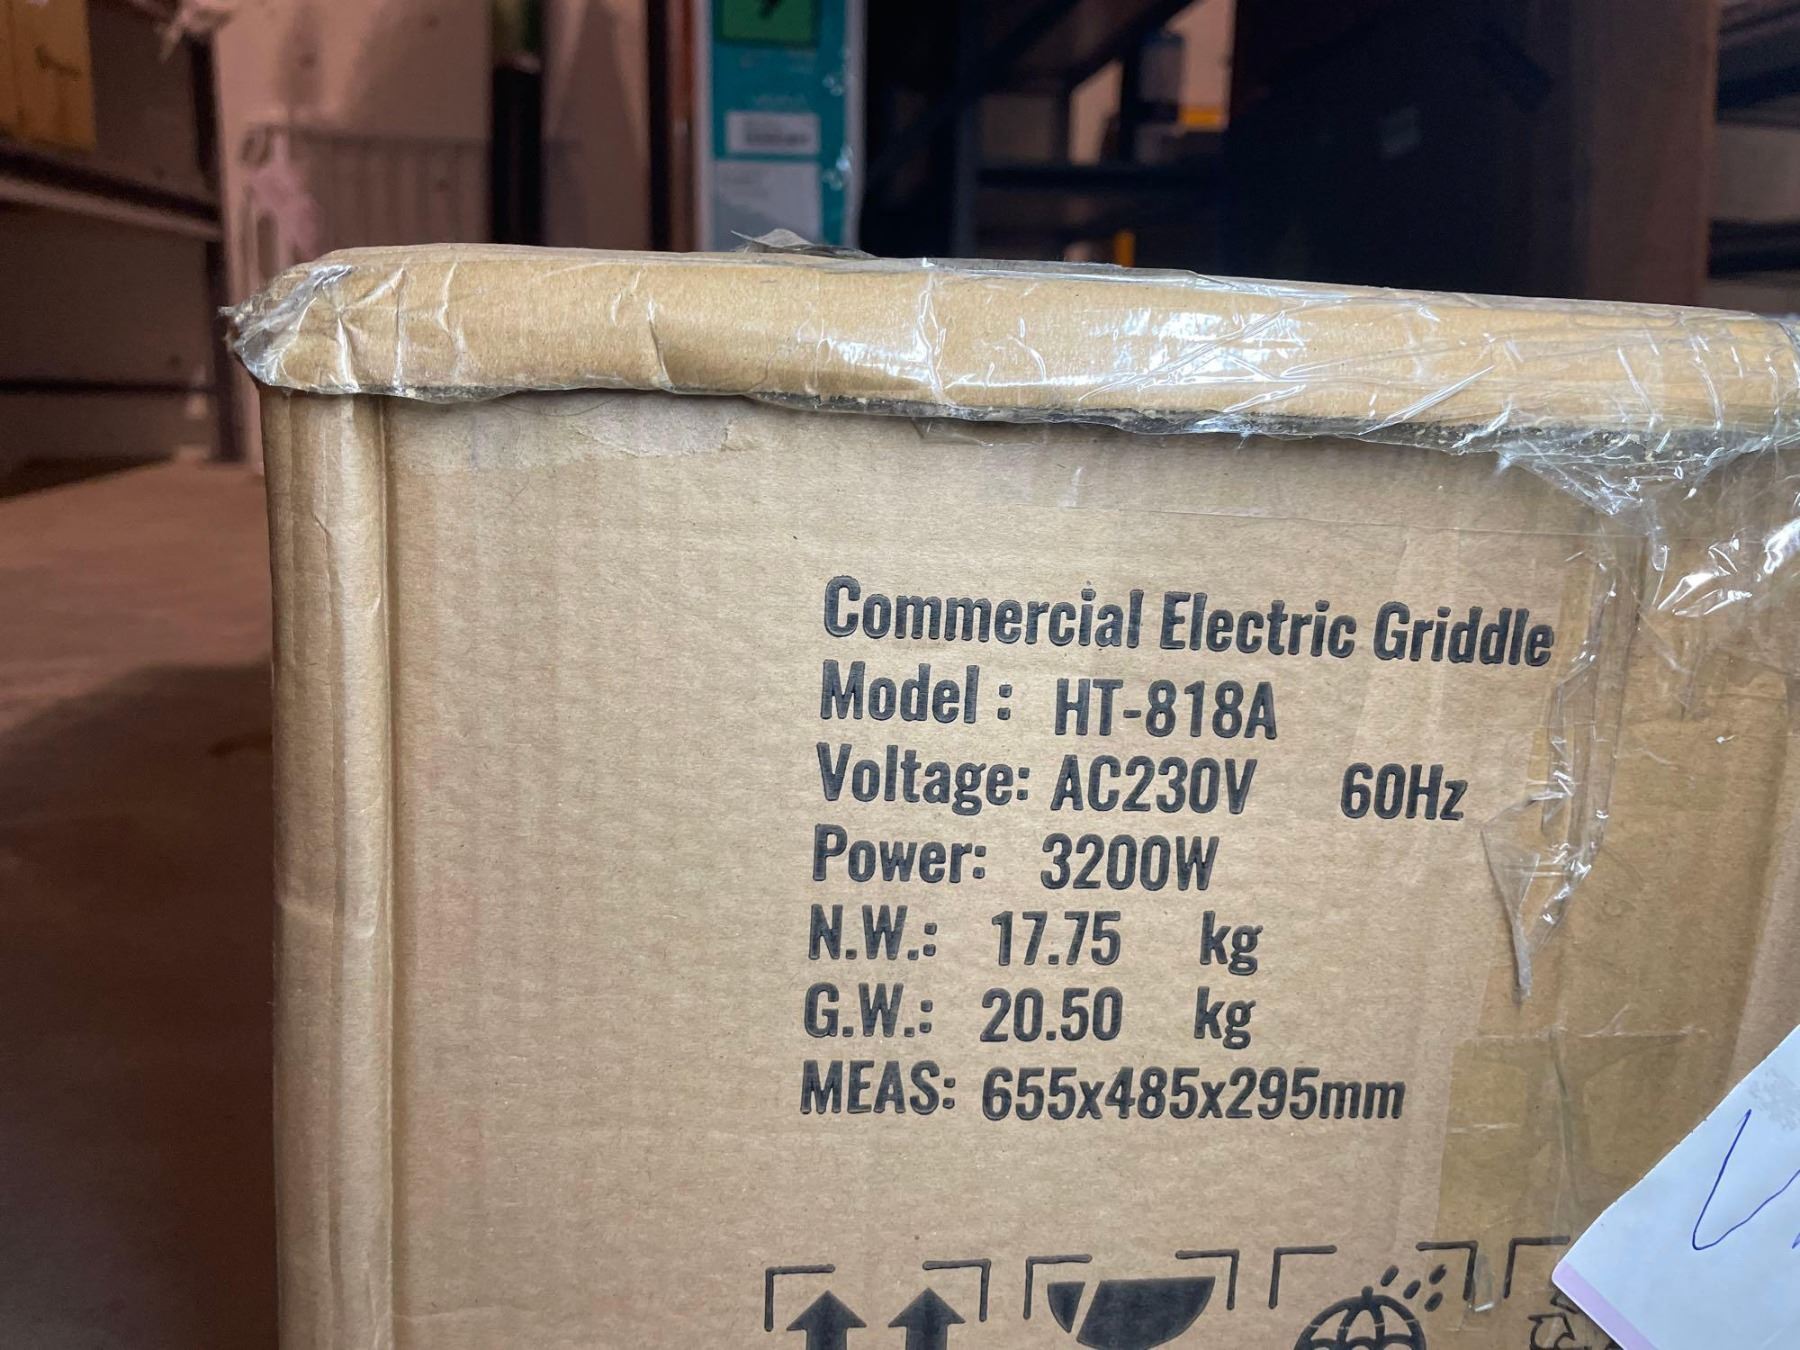 Commercial Electric Griddle
Model : HT-818A
Voltage: AC230V 60Hz
Power: 3200W
N.W.: 17.75 kg
G.W.: 20.50 kg
MEAS: 655x485x295mm